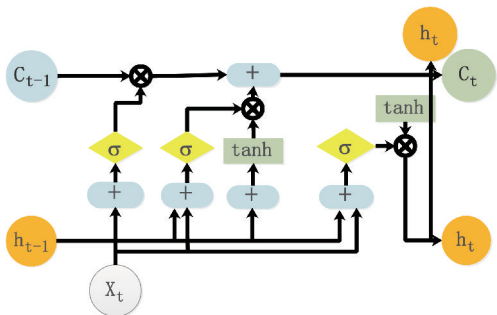 h_t
C_{t-1}
+
C_t
tanh
σ
σ
tanh
σ
+
+
+
+
h_{t-1}
h_t
X_t